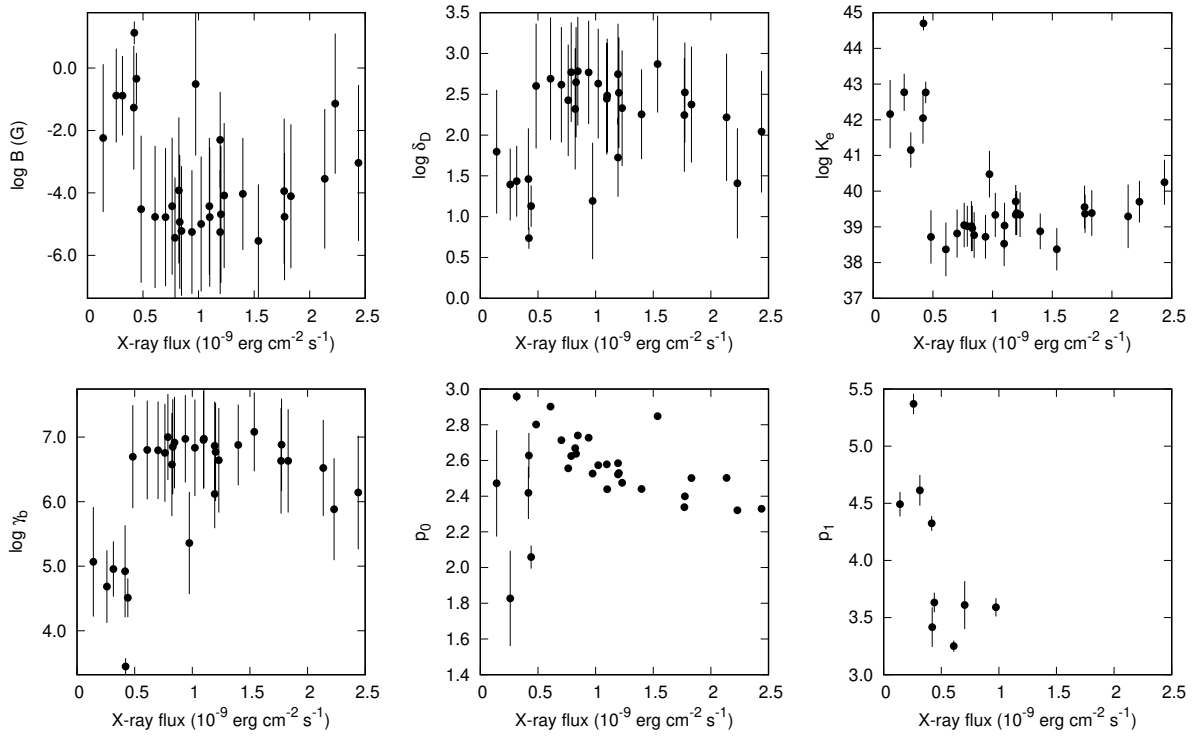 0.0
-2.0
-4.0
-6.0
log B (G)
0 0.5 1 1.5 2 2.5
X-ray flux (10⁻⁹ erg cm⁻² s⁻¹)
3.5
3.0
2.5
2.0
1.5
1.0
0.5
0.0
log δ_D
0 0.5 1 1.5 2 2.5
X-ray flux (10⁻⁹ erg cm⁻² s⁻¹)
45
44
43
42
41
40
39
38
37
log K_e
0 0.5 1 1.5 2 2.5
X-ray flux (10⁻⁹ erg cm⁻² s⁻¹)
7.0
6.0
5.0
4.0
log γ_b
0 0.5 1 1.5 2 2.5
X-ray flux (10⁻⁹ erg cm⁻² s⁻¹)
3.0
2.8
2.6
2.4
2.2
2.0
1.8
1.6
1.4
p_0
0 0.5 1 1.5 2 2.5
X-ray flux (10⁻⁹ erg cm⁻² s⁻¹)
5.5
5.0
4.5
4.0
3.5
3.0
p_1
0 0.5 1 1.5 2 2.5
X-ray flux (10⁻⁹ erg cm⁻² s⁻¹)